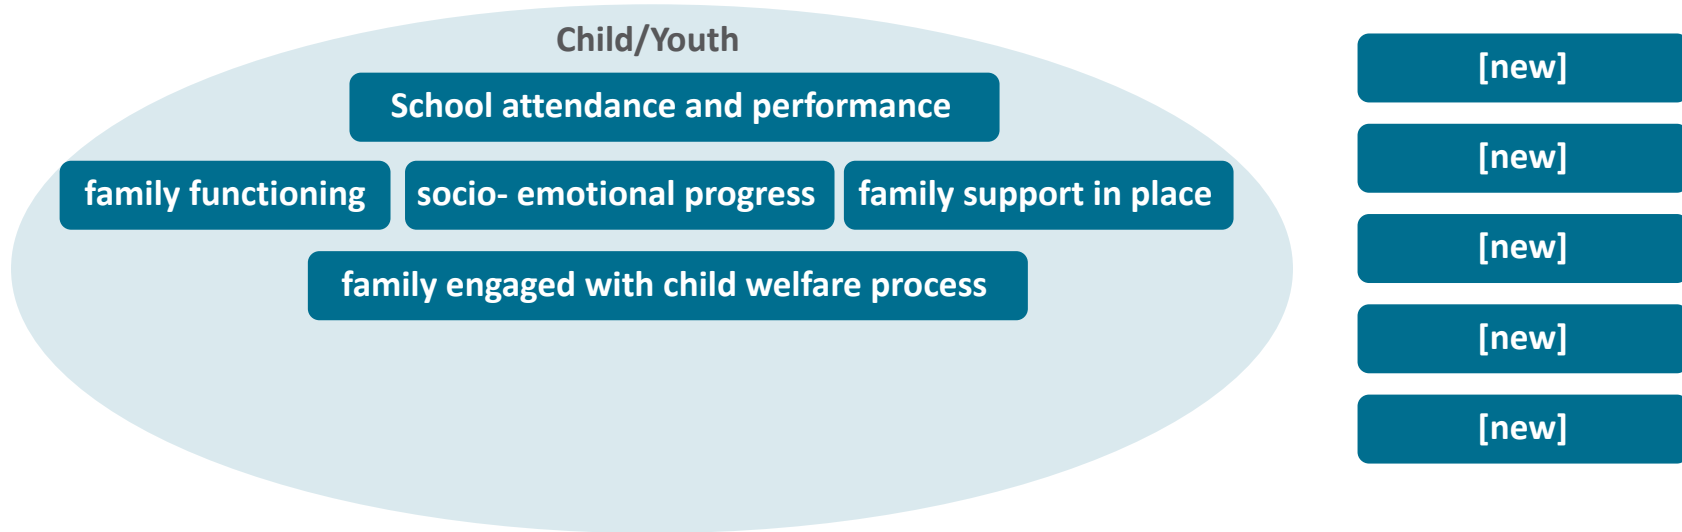 Child/Youth
School attendance and performance
family functioning
socio- emotional progress
family support in place
family engaged with child welfare process
[new]
[new]
[new]
[new]
[new]